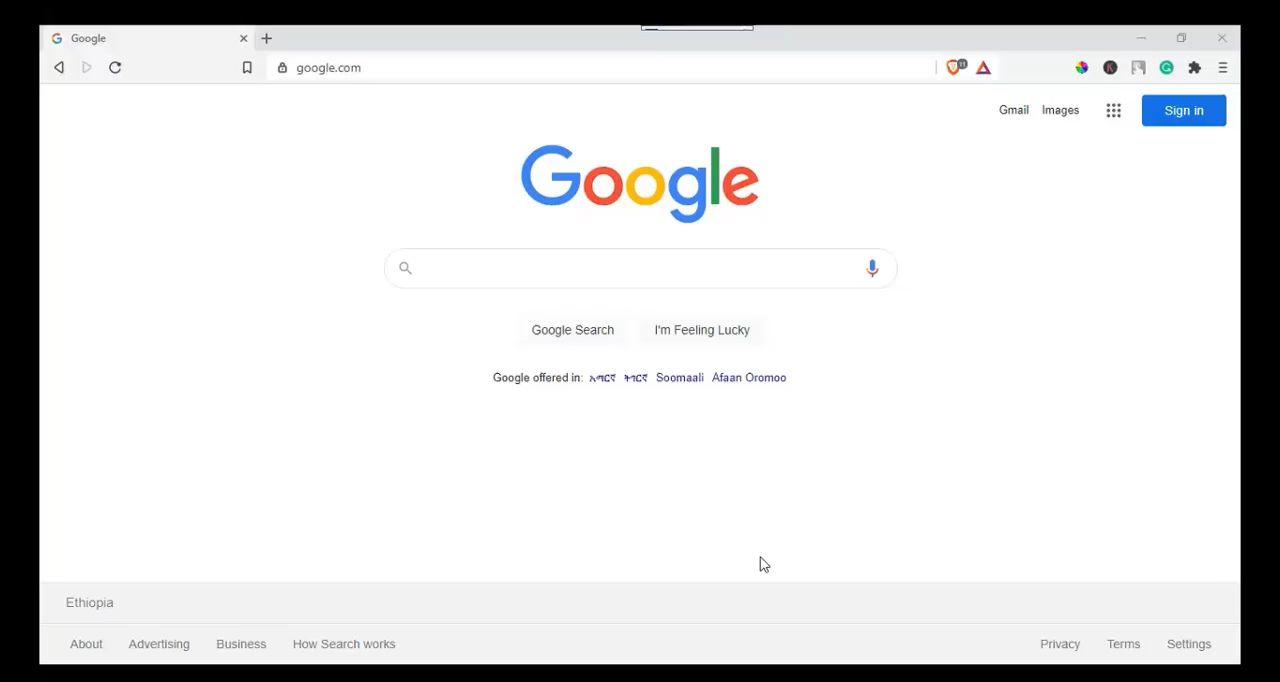 Google
google.com
Gmail Images Sign in
Google
Google Search I'm Feeling Lucky
Google offered in: አማርኛ ትግርኛ Soomaali Afaan Oromoo
Ethiopia
About Advertising Business How Search works Privacy Terms Settings